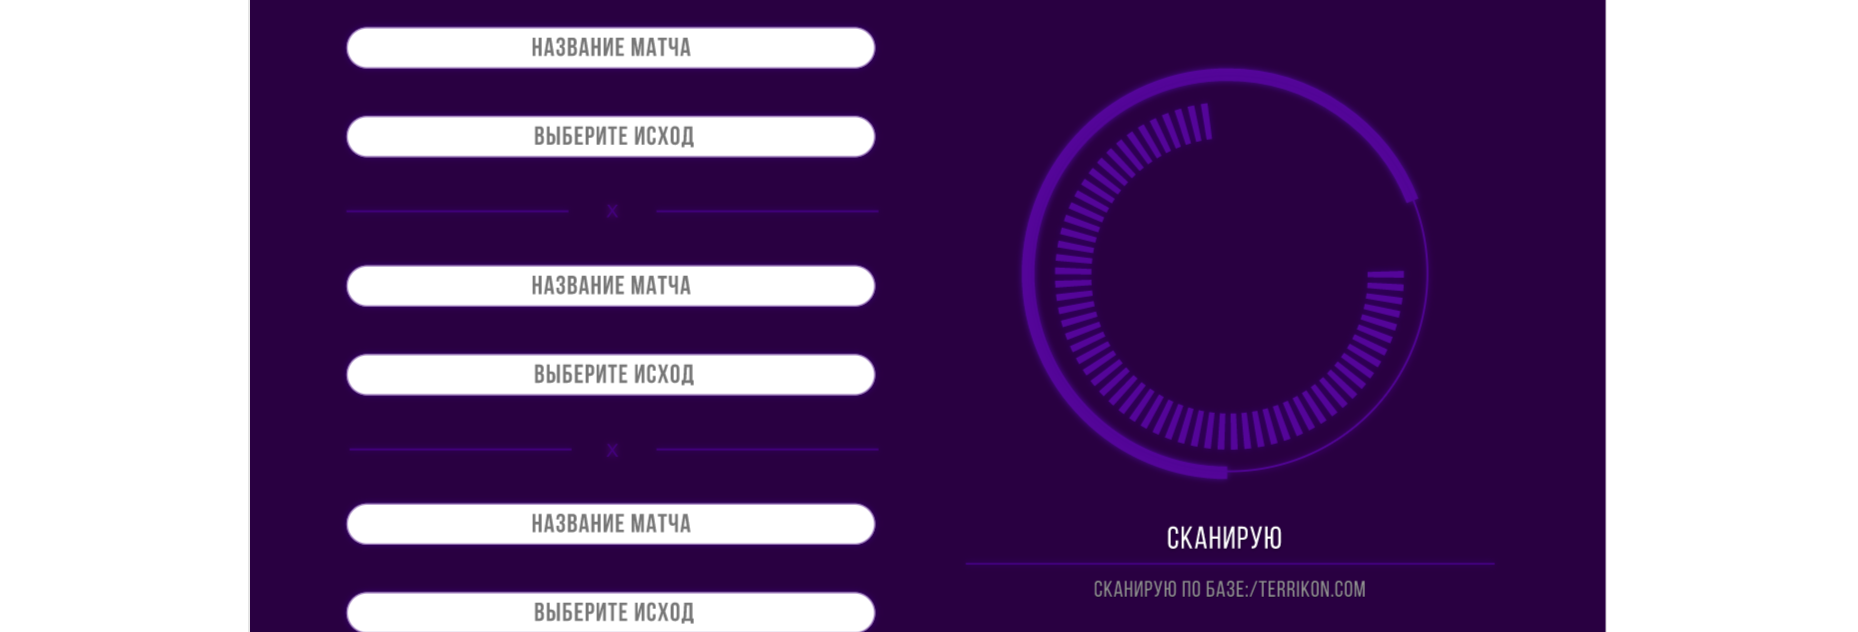 НАЗВАНИЕ МАТЧА
ВЫБЕРИТЕ ИСХОД
X
НАЗВАНИЕ МАТЧА
ВЫБЕРИТЕ ИСХОД
X
НАЗВАНИЕ МАТЧА
ВЫБЕРИТЕ ИСХОД
СКАНИРУЮ
СКАНИРУЮ ПО БАЗЕ:/TERRIKON.COM